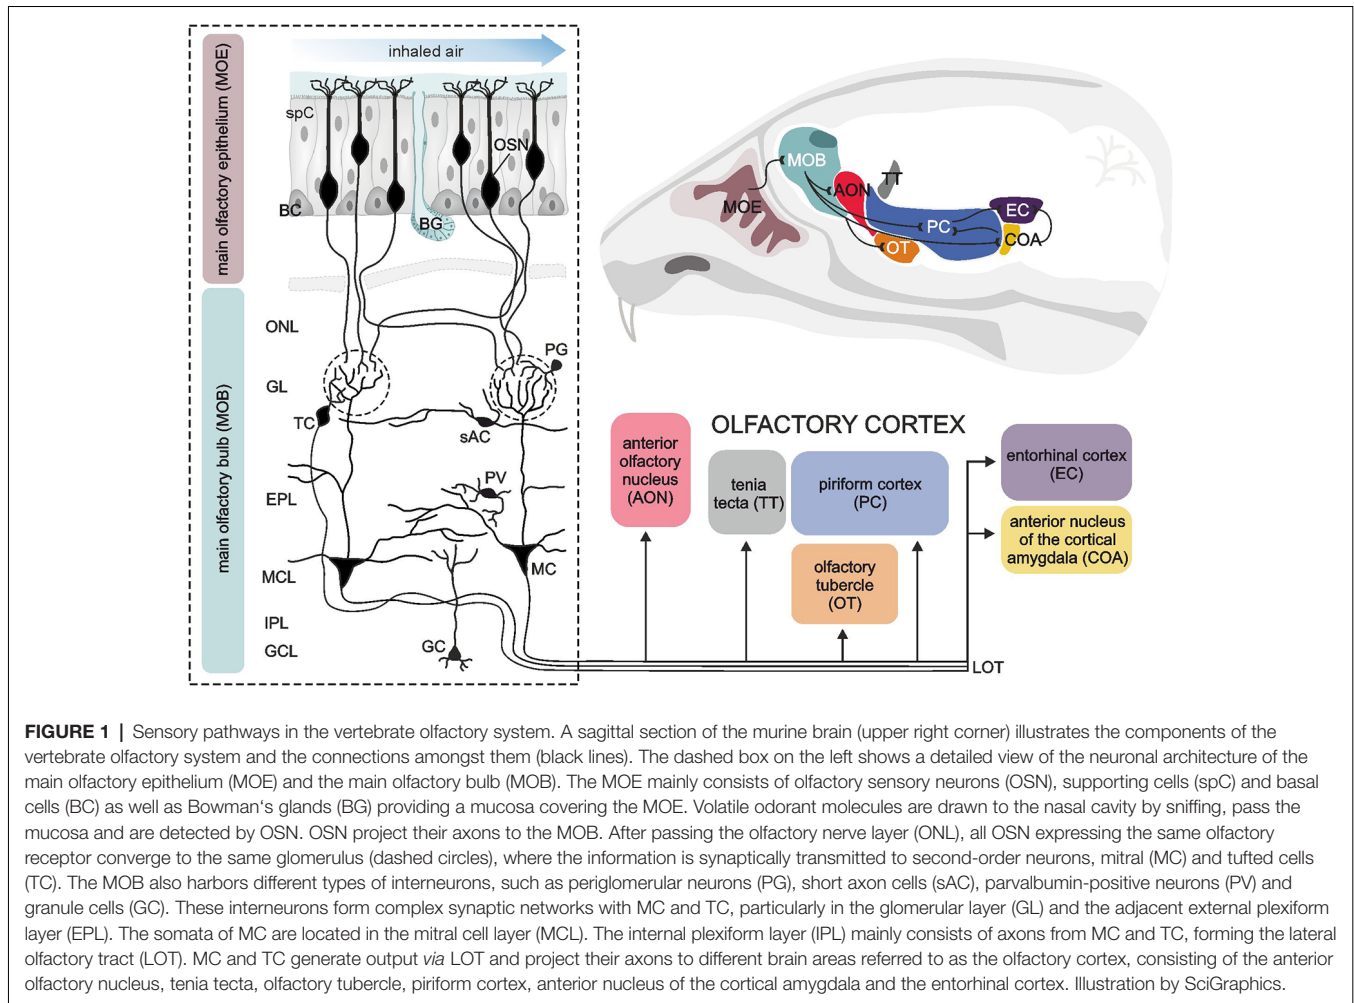 inhaled air
main olfactory epithelium (MOE)
spC
OSN
BC
BG
main olfactory bulb (MOB)
ONL
PG
GL
TC
sAC
PV
EPL
MCL
MC
IPL
GCL
GC
LOT
MOB
MOE
AON
TT
PC
EC
COA
OT
OLFACTORY CORTEX
anterior
olfactory
nucleus
(AON)
tenia
tecta (TT)
piriform cortex
(PC)
olfactory
tubercle
(OT)
entorhinal cortex
(EC)
anterior nucleus
of the cortical
amygdala (COA)
FIGURE 1 | Sensory pathways in the vertebrate olfactory system. A sagittal section of the murine brain (upper right corner) illustrates the components of the
vertebrate olfactory system and the connections amongst them (black lines). The dashed box on the left shows a detailed view of the neuronal architecture of the
main olfactory epithelium (MOE) and the main olfactory bulb (MOB). The MOE mainly consists of olfactory sensory neurons (OSN), supporting cells (spC) and basal
cells (BC) as well as Bowman‘s glands (BG) providing a mucosa covering the MOE. Volatile odorant molecules are drawn to the nasal cavity by sniffing, pass the
mucosa and are detected by OSN. OSN project their axons to the MOB. After passing the olfactory nerve layer (ONL), all OSN expressing the same olfactory
receptor converge to the same glomerulus (dashed circles), where the information is synaptically transmitted to second-order neurons, mitral (MC) and tufted cells
(TC). The MOB also harbors different types of interneurons, such as periglomerular neurons (PG), short axon cells (sAC), parvalbumin-positive neurons (PV) and
granule cells (GC). These interneurons form complex synaptic networks with MC and TC, particularly in the glomerular layer (GL) and the adjacent external plexiform
layer (EPL). The somata of MC are located in the mitral cell layer (MCL). The internal plexiform layer (IPL) mainly consists of axons from MC and TC, forming the lateral
olfactory tract (LOT). MC and TC generate output via LOT and project their axons to different brain areas referred to as the olfactory cortex, consisting of the anterior
olfactory nucleus, tenia tecta, olfactory tubercle, piriform cortex, anterior nucleus of the cortical amygdala and the entorhinal cortex. Illustration by SciGraphics.